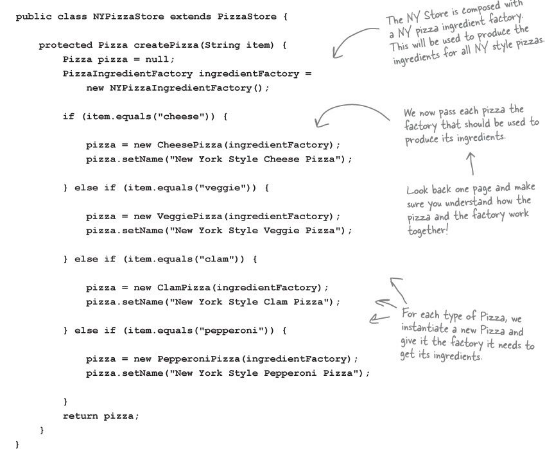 public class NYPizzaStore extends PizzaStore {
protected Pizza createPizza(String item) {
Pizza pizza = null;
PizzaIngredientFactory ingredientFactory =
new NYPizzaIngredientFactory();
if (item.equals("cheese")) {
pizza = new CheesePizza(ingredientFactory);
pizza.setName("New York Style Cheese Pizza");
} else if (item.equals("veggie")) {
pizza = new VeggiePizza(ingredientFactory);
pizza.setName("New York Style Veggie Pizza");
} else if (item.equals("clam")) {
pizza = new ClamPizza(ingredientFactory);
pizza.setName("New York Style Clam Pizza");
} else if (item.equals("pepperoni")) {
pizza = new PepperoniPizza(ingredientFactory);
pizza.setName("New York Style Pepperoni Pizza");
}
return pizza;
}
}
The NY Store is composed with
a NY pizza ingredient factory.
This will be used to produce the
ingredients for all NY style pizzas.
We now pass each pizza the
factory that should be used to
produce its ingredients.
Look back one page and make
sure you understand how the
pizza and the factory work
together!
For each type of Pizza, we
instantiate a new Pizza and
give it the factory it needs to
get its ingredients.